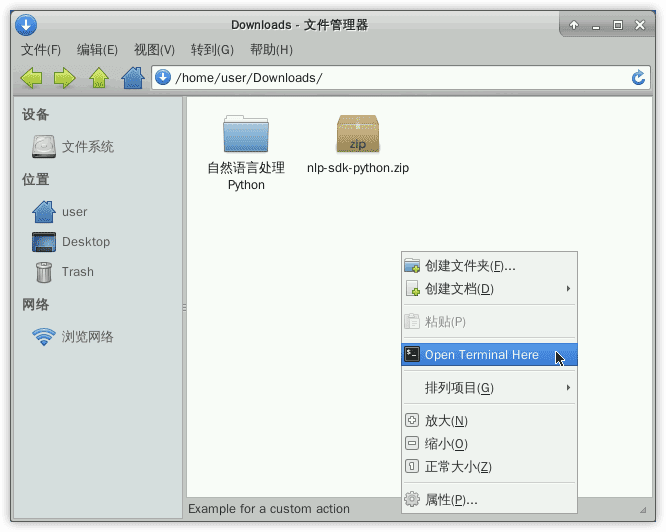 Downloads - 文件管理器
文件(F) 编辑(E) 视图(V) 转到(G) 帮助(H)
/home/user/Downloads/
设备
文件系统
位置
user
Desktop
Trash
网络
浏览网络
自然语言处理
Python
zip
nlp-sdk-python.zip
创建文件夹(F)...
创建文档(D)
粘贴(P)
Open Terminal Here
排列项目(G)
放大(N)
缩小(O)
正常大小(Z)
属性(P)...
Example for a custom action